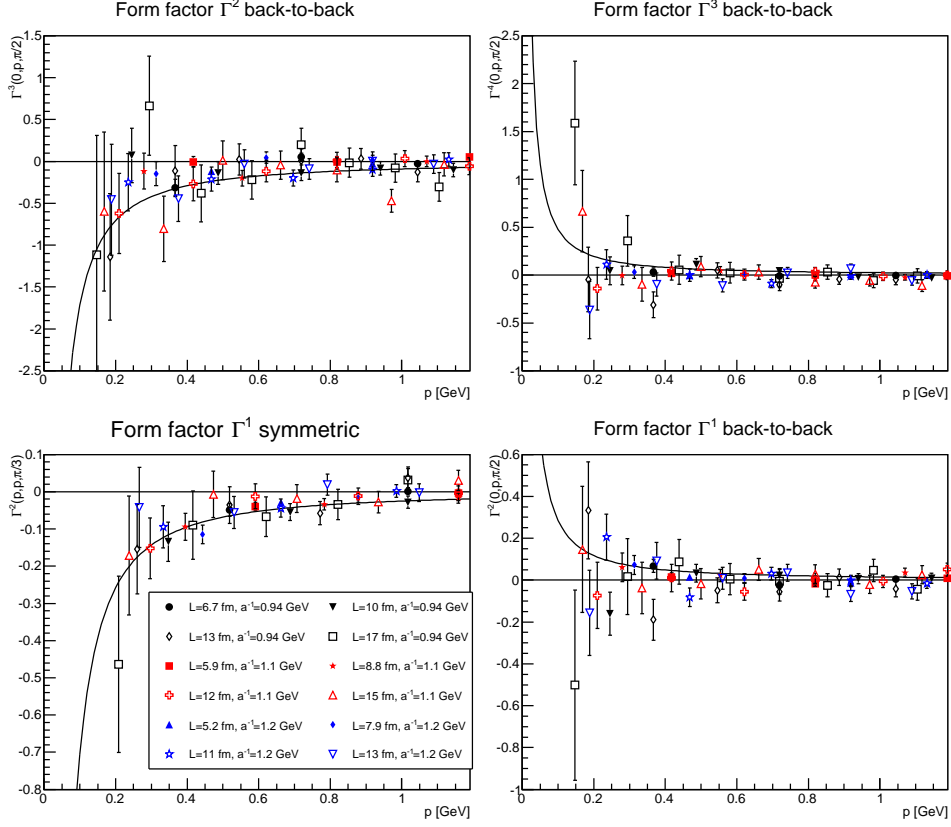 Form factor Γ² back-to-back
Γ⁻³(0,p,π/2)
1.5
1
0.5
0
-0.5
-1
-1.5
-2
-2.5
0 0.2 0.4 0.6 0.8 1
p [GeV]
Form factor Γ³ back-to-back
Γ⁻⁴(0,p,π/2)
2.5
2
1.5
1
0.5
0
-0.5
-1
0 0.2 0.4 0.6 0.8 1
p [GeV]
Form factor Γ¹ symmetric
Γ⁻²(p,p,π/3)
0.1
0
-0.1
-0.2
-0.3
-0.4
-0.5
-0.6
-0.7
-0.8
L=6.7 fm, a⁻¹=0.94 GeV L=10 fm, a⁻¹=0.94 GeV
L=13 fm, a⁻¹=0.94 GeV L=17 fm, a⁻¹=0.94 GeV
L=5.9 fm, a⁻¹=1.1 GeV L=8.8 fm, a⁻¹=1.1 GeV
L=12 fm, a⁻¹=1.1 GeV L=15 fm, a⁻¹=1.1 GeV
L=5.2 fm, a⁻¹=1.2 GeV L=7.9 fm, a⁻¹=1.2 GeV
L=11 fm, a⁻¹=1.2 GeV L=13 fm, a⁻¹=1.2 GeV
0 0.2 0.4 0.6 0.8 1
p [GeV]
Form factor Γ¹ back-to-back
Γ⁻²(0,p,π/2)
0.6
0.4
0.2
0
-0.2
-0.4
-0.6
-0.8
-1
0 0.2 0.4 0.6 0.8 1
p [GeV]